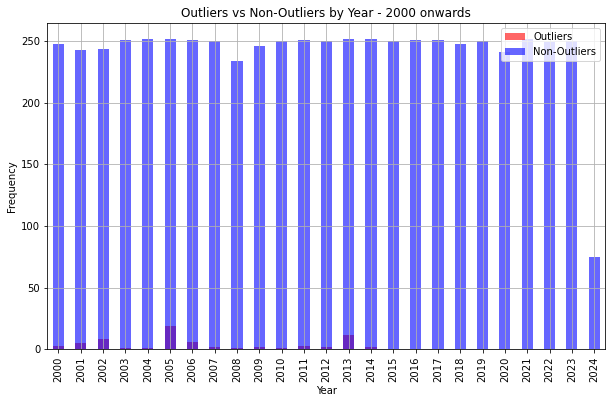 Outliers vs Non-Outliers by Year - 2000 onwards
Outliers
Non-Outliers
Frequency
250
200
150
100
50
0
2000 2001 2002 2003 2004 2005 2006 2007 2008 2009 2010 2011 2012 2013 2014 2015 2016 2017 2018 2019 2020 2021 2022 2023 2024
Year